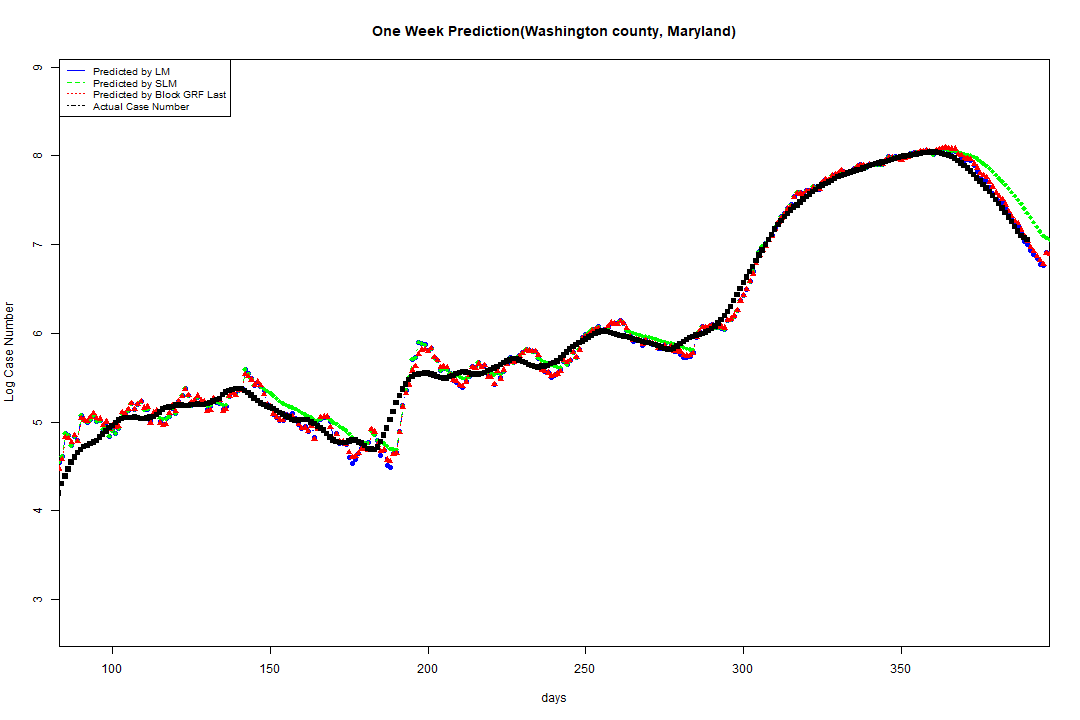 One Week Prediction(Washington county, Maryland)
Predicted by LM
Predicted by SLM
Predicted by Block GRF Last
Actual Case Number
9
8
7
6
5
4
3
Log Case Number
100 150 200 250 300 350
days